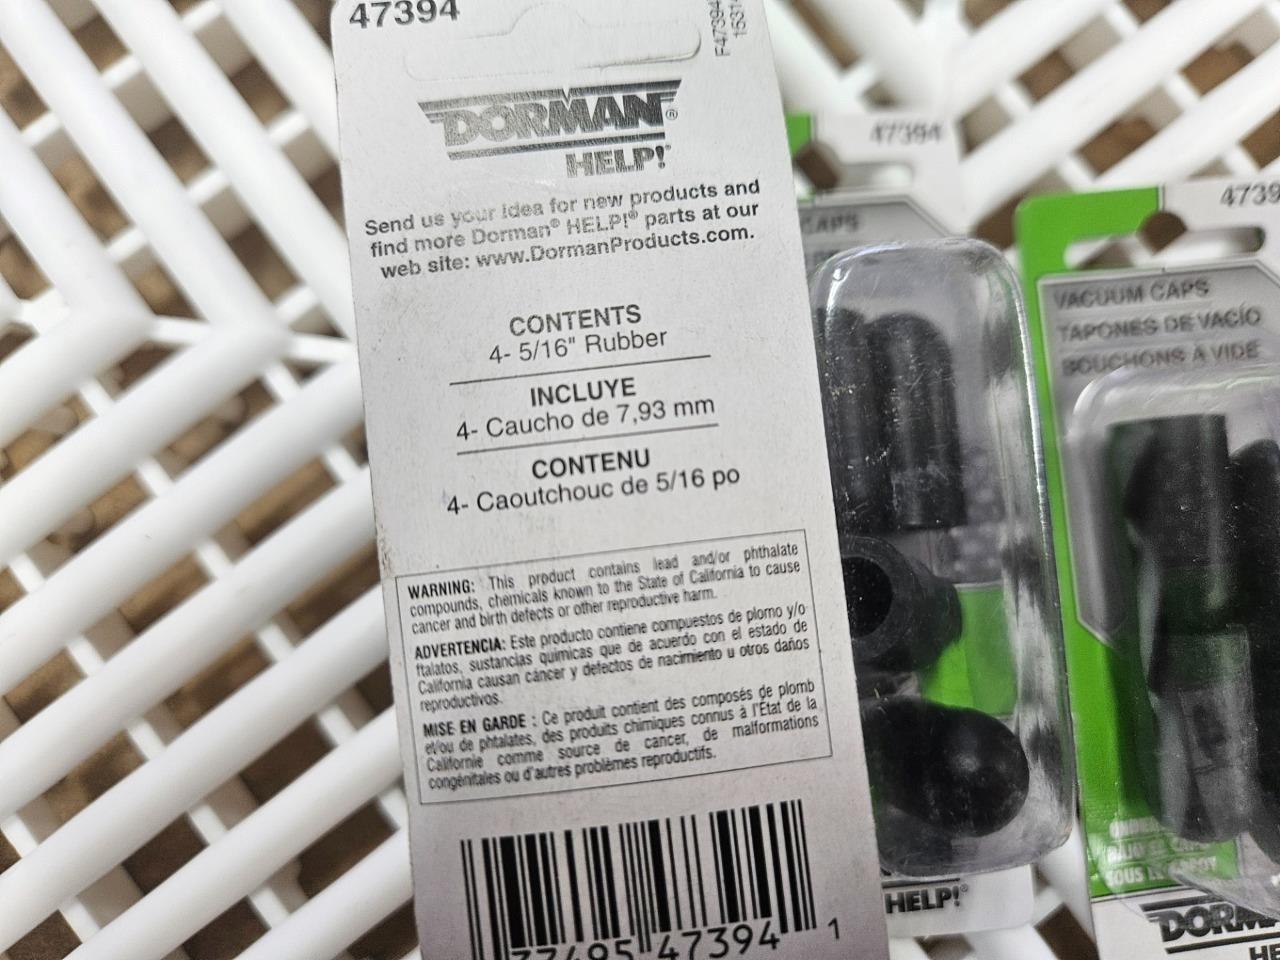 47394
DORMAN®
HELP!®
Send us your idea for new products and
find more Dorman® HELP!® parts at our
web site: www.DormanProducts.com.
CONTENTS
4- 5/16" Rubber
INCLUYE
4- Caucho de 7,93 mm
CONTENU
4- Caoutchouc de 5/16 po
WARNING: This product contains lead and/or phthalate
compounds, chemicals known to the State of California to cause
cancer and birth defects or other reproductive harm.
ADVERTENCIA: Este producto contiene compuestos de plomo y/o
ftalatos, sustancias químicas que de acuerdo con el estado de
California causan cáncer y defectos de nacimiento u otros daños
reproductivos.
MISE EN GARDE : Ce produit contient des composés de plomb
et/ou de phtalates, des produits chimiques connus à l'État de la
Californie comme source de cancer, de malformations
congénitales ou d'autres problèmes reproductifs.
37495 47394 1
47394
CAPS
HELP!®
VACUUM CAPS
TAPONES DE VACÍO
BOUCHONS À VIDE
SOUS LE CAPOT